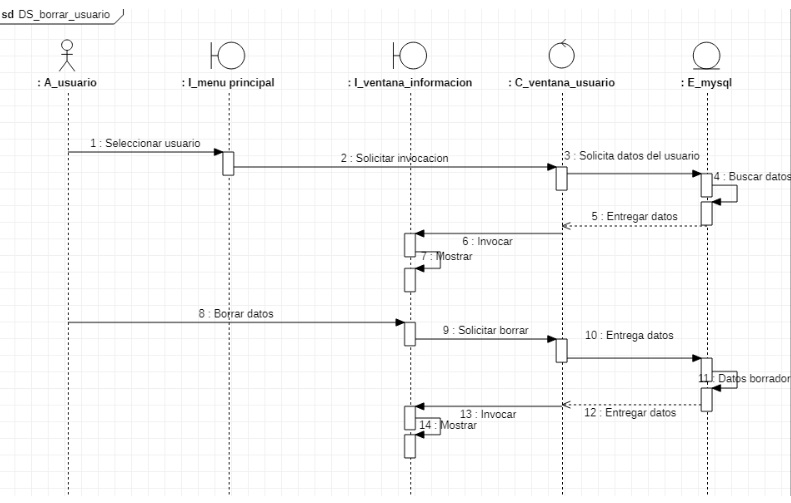 sd DS_borrar_usuario
: A_usuario
: I_menu principal
: I_ventana_informacion
: C_ventana_usuario
: E_mysql
1 : Seleccionar usuario
2 : Solicitar invocacion
3 : Solicita datos del usuario
4 : Buscar datos
5 : Entregar datos
6 : Invocar
7 : Mostrar
8 : Borrar datos
9 : Solicitar borrar
10 : Entrega datos
11 : Datos borrador
12 : Entregar datos
13 : Invocar
14 : Mostrar